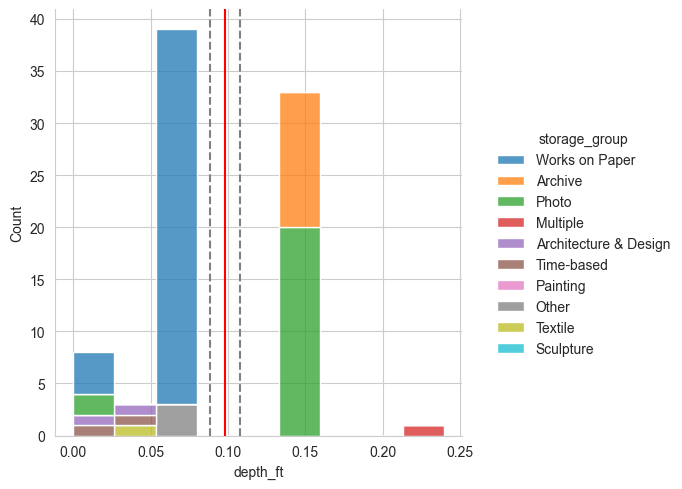 40
35
30
25
20
15
10
5
0
Count
0.00 0.05 0.10 0.15 0.20 0.25
depth_ft
storage_group
Works on Paper
Archive
Photo
Multiple
Architecture & Design
Time-based
Painting
Other
Textile
Sculpture